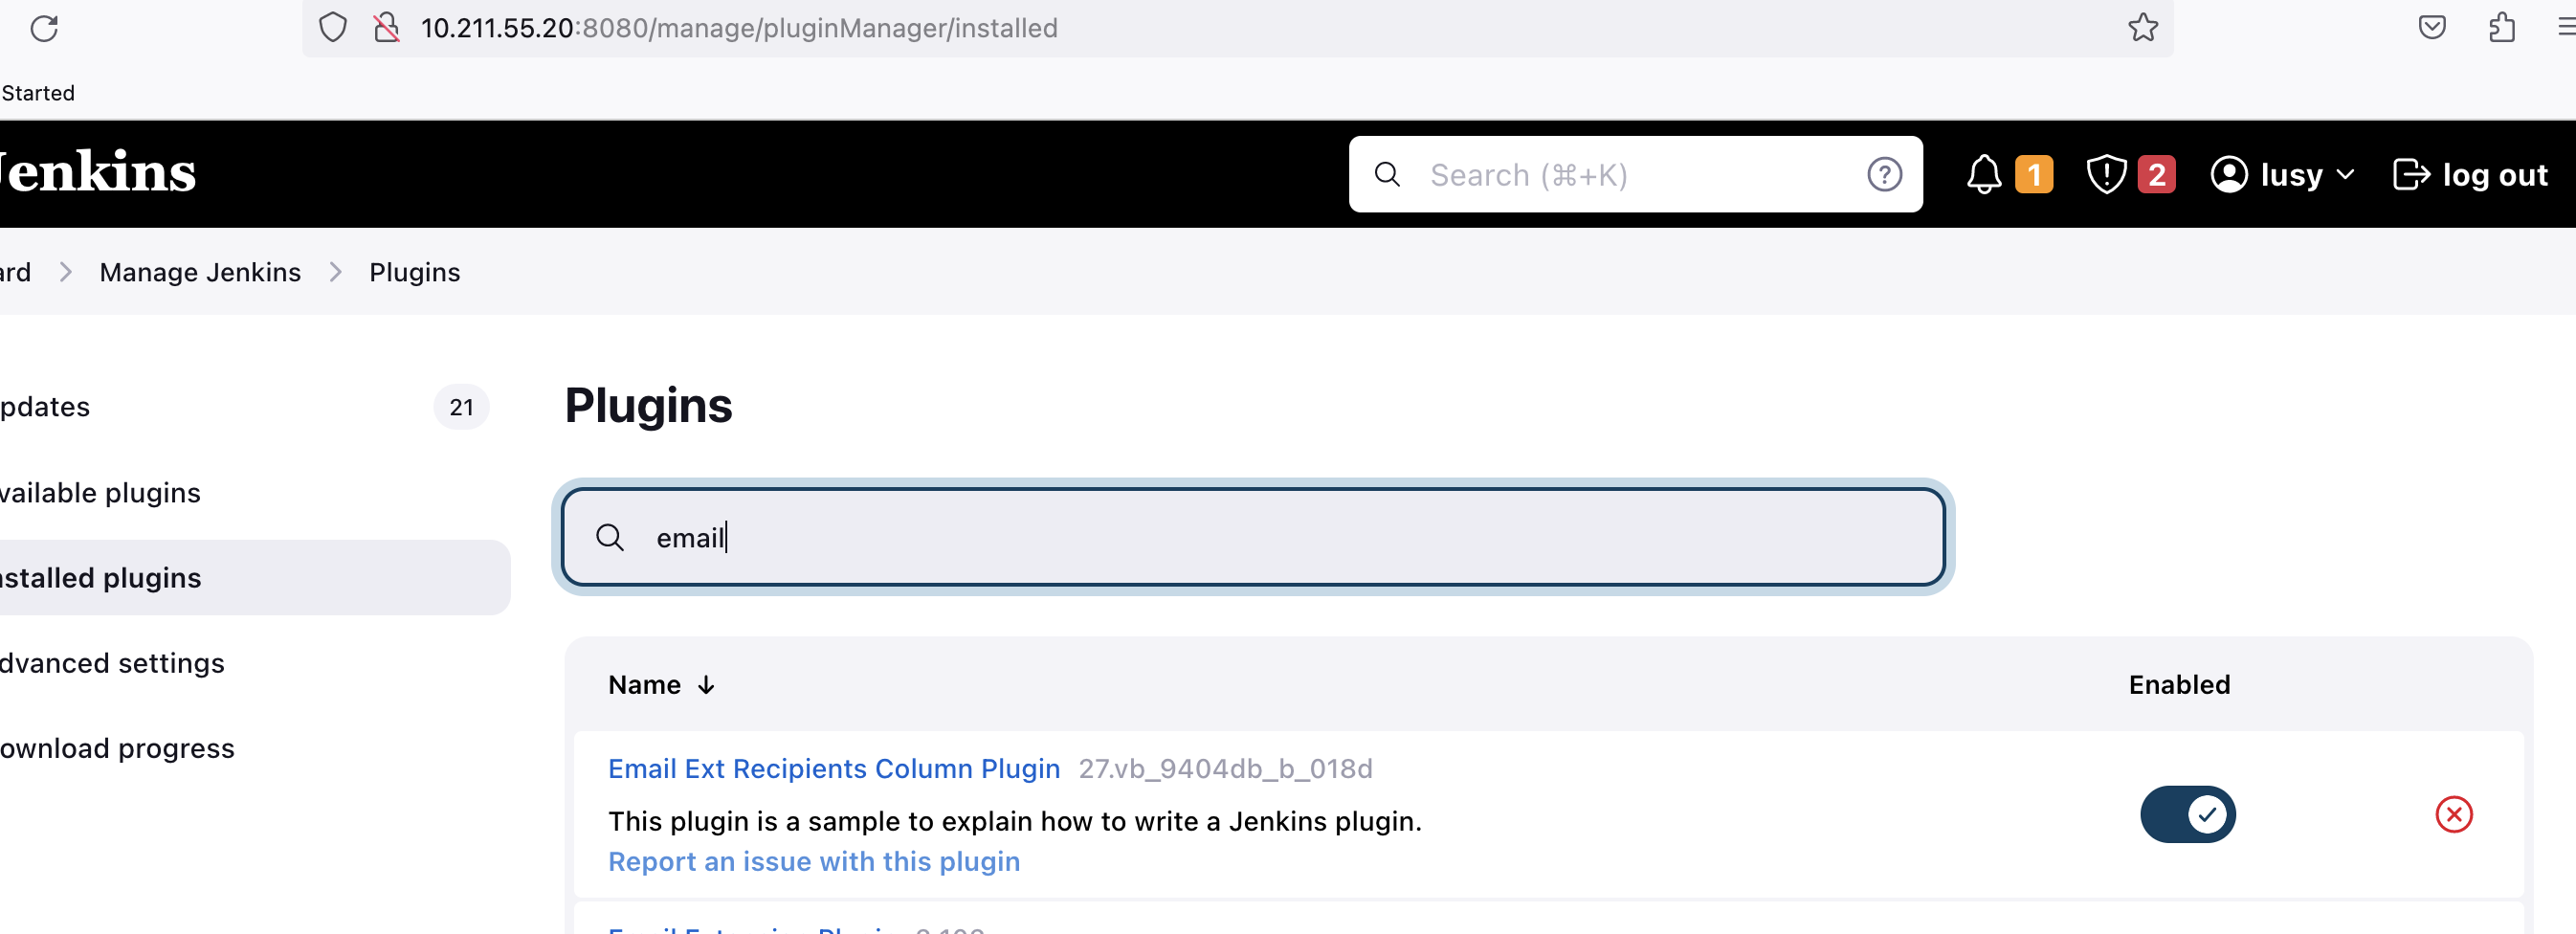 10.211.55.20:8080/manage/pluginManager/installed
Started
Jenkins
Search (⌘+K)
1
2
lusy
log out
ard > Manage Jenkins > Plugins
pdates 21
vailable plugins
nstalled plugins
dvanced settings
ownload progress
Plugins
email
Name ↓ Enabled
Email Ext Recipients Column Plugin 27.vb_9404db_b_018d
This plugin is a sample to explain how to write a Jenkins plugin.
Report an issue with this plugin